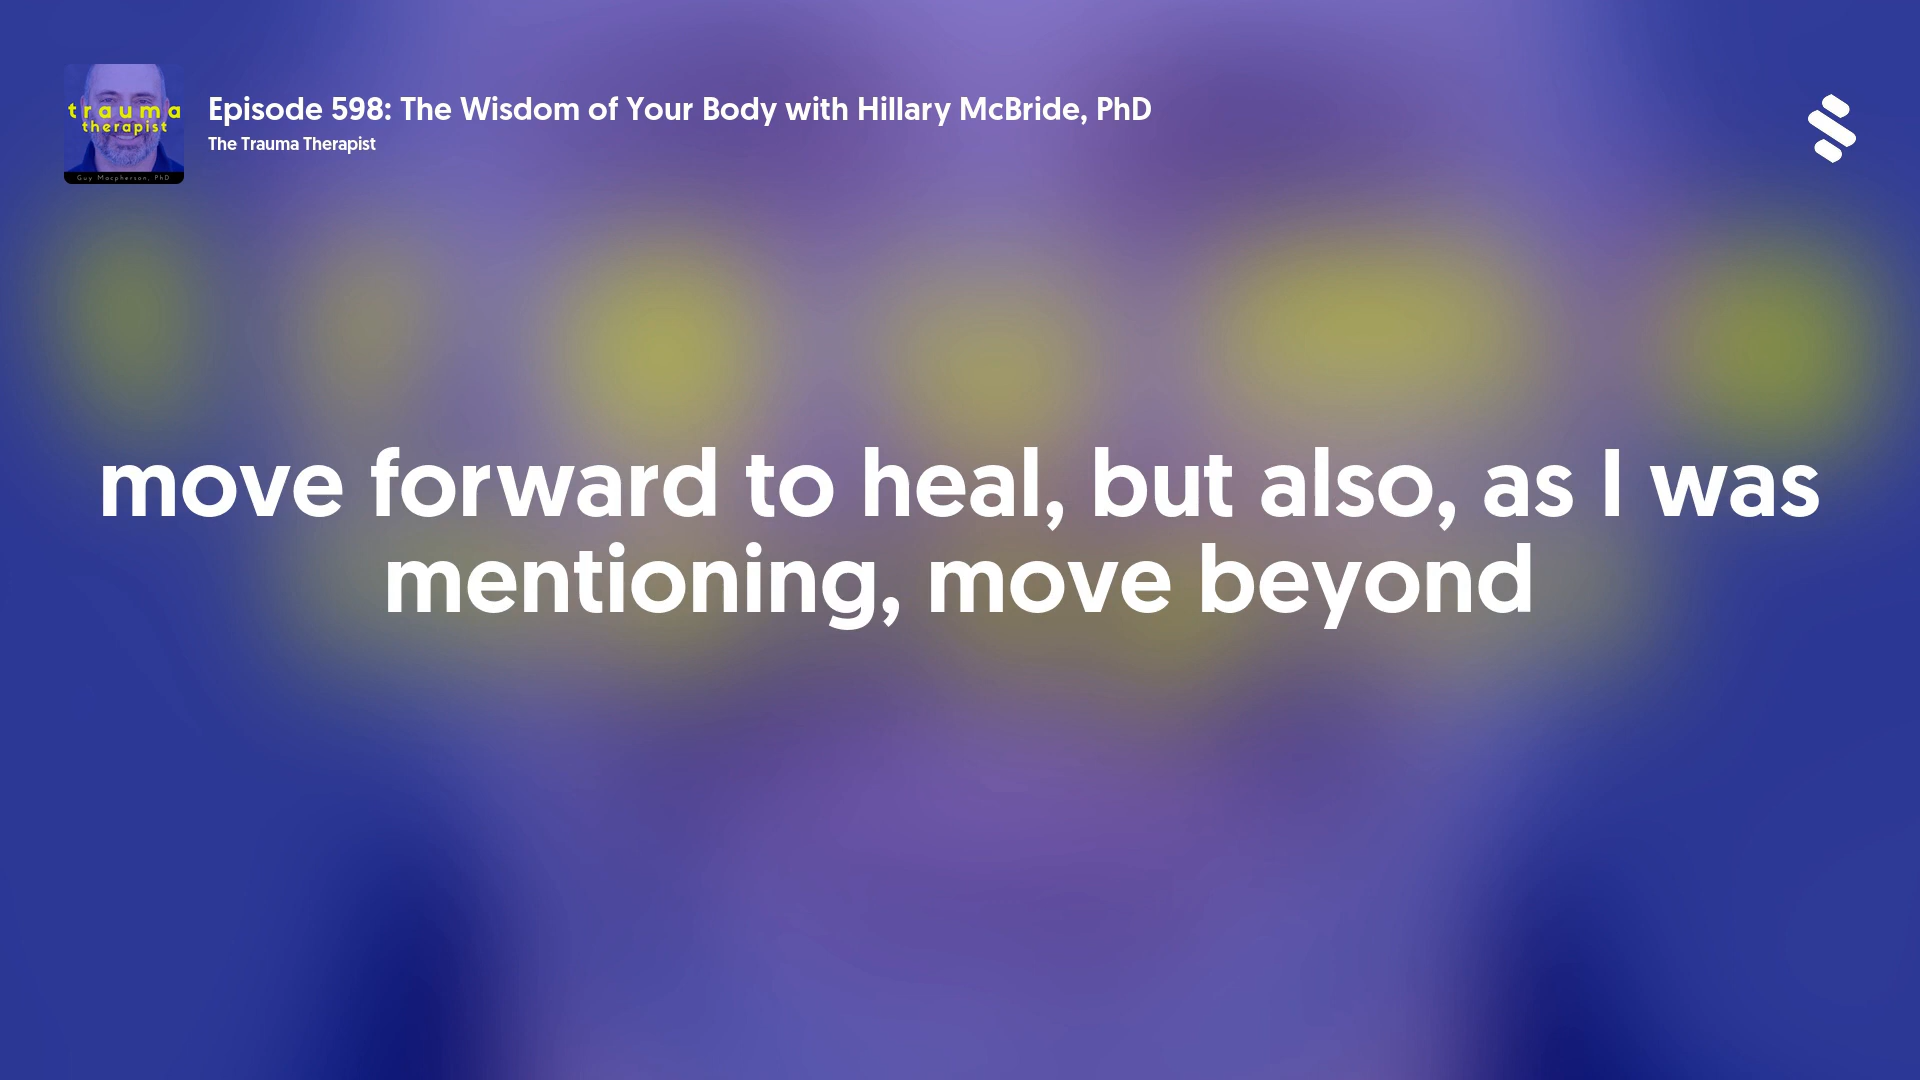 trauma
therapist
Guy Macpherson, PhD
Episode 598: The Wisdom of Your Body with Hillary McBride, PhD
The Trauma Therapist
move forward to heal, but also, as I was
mentioning, move beyond